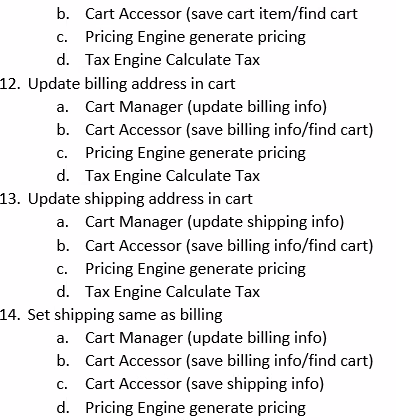 b. Cart Accessor (save cart item/find cart
c. Pricing Engine generate pricing
d. Tax Engine Calculate Tax
12. Update billing address in cart
a. Cart Manager (update billing info)
b. Cart Accessor (save billing info/find cart)
c. Pricing Engine generate pricing
d. Tax Engine Calculate Tax
13. Update shipping address in cart
a. Cart Manager (update shipping info)
b. Cart Accessor (save billing info/find cart)
c. Pricing Engine generate pricing
d. Tax Engine Calculate Tax
14. Set shipping same as billing
a. Cart Manager (update billing info)
b. Cart Accessor (save billing info/find cart)
c. Cart Accessor (save shipping info)
d. Pricing Engine generate pricing